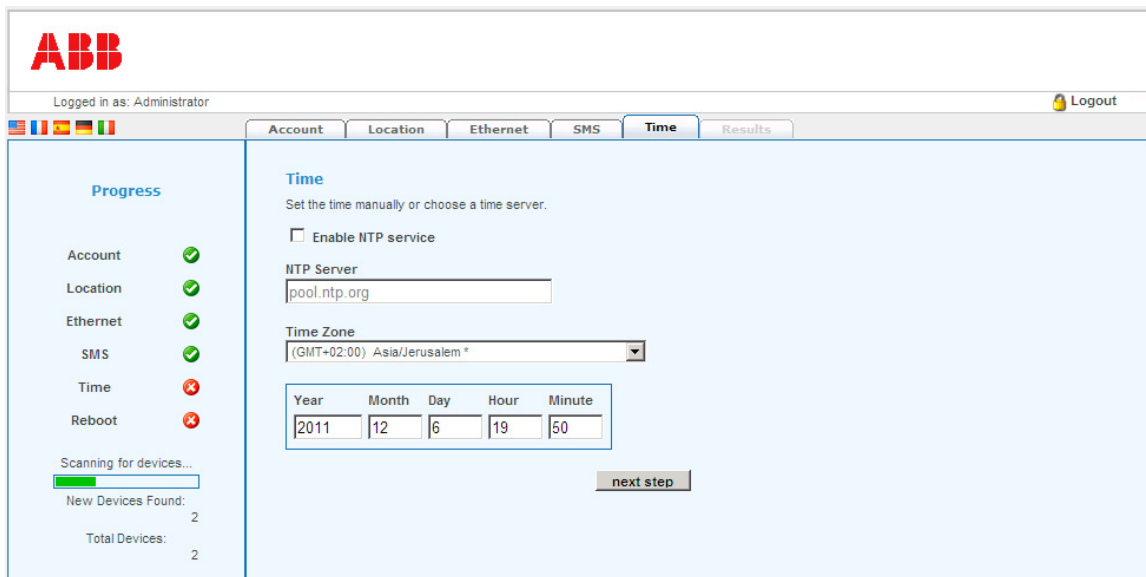 ABB
Logged in as: Administrator
Logout
Account Location Ethernet SMS Time Results
Progress
Account
Location
Ethernet
SMS
Time
Reboot
Scanning for devices...
New Devices Found:
2
Total Devices:
2
Time
Set the time manually or choose a time server.
Enable NTP service
NTP Server
pool.ntp.org
Time Zone
(GMT+02:00) Asia/Jerusalem *
Year Month Day Hour Minute
2011 12 6 19 50
next step